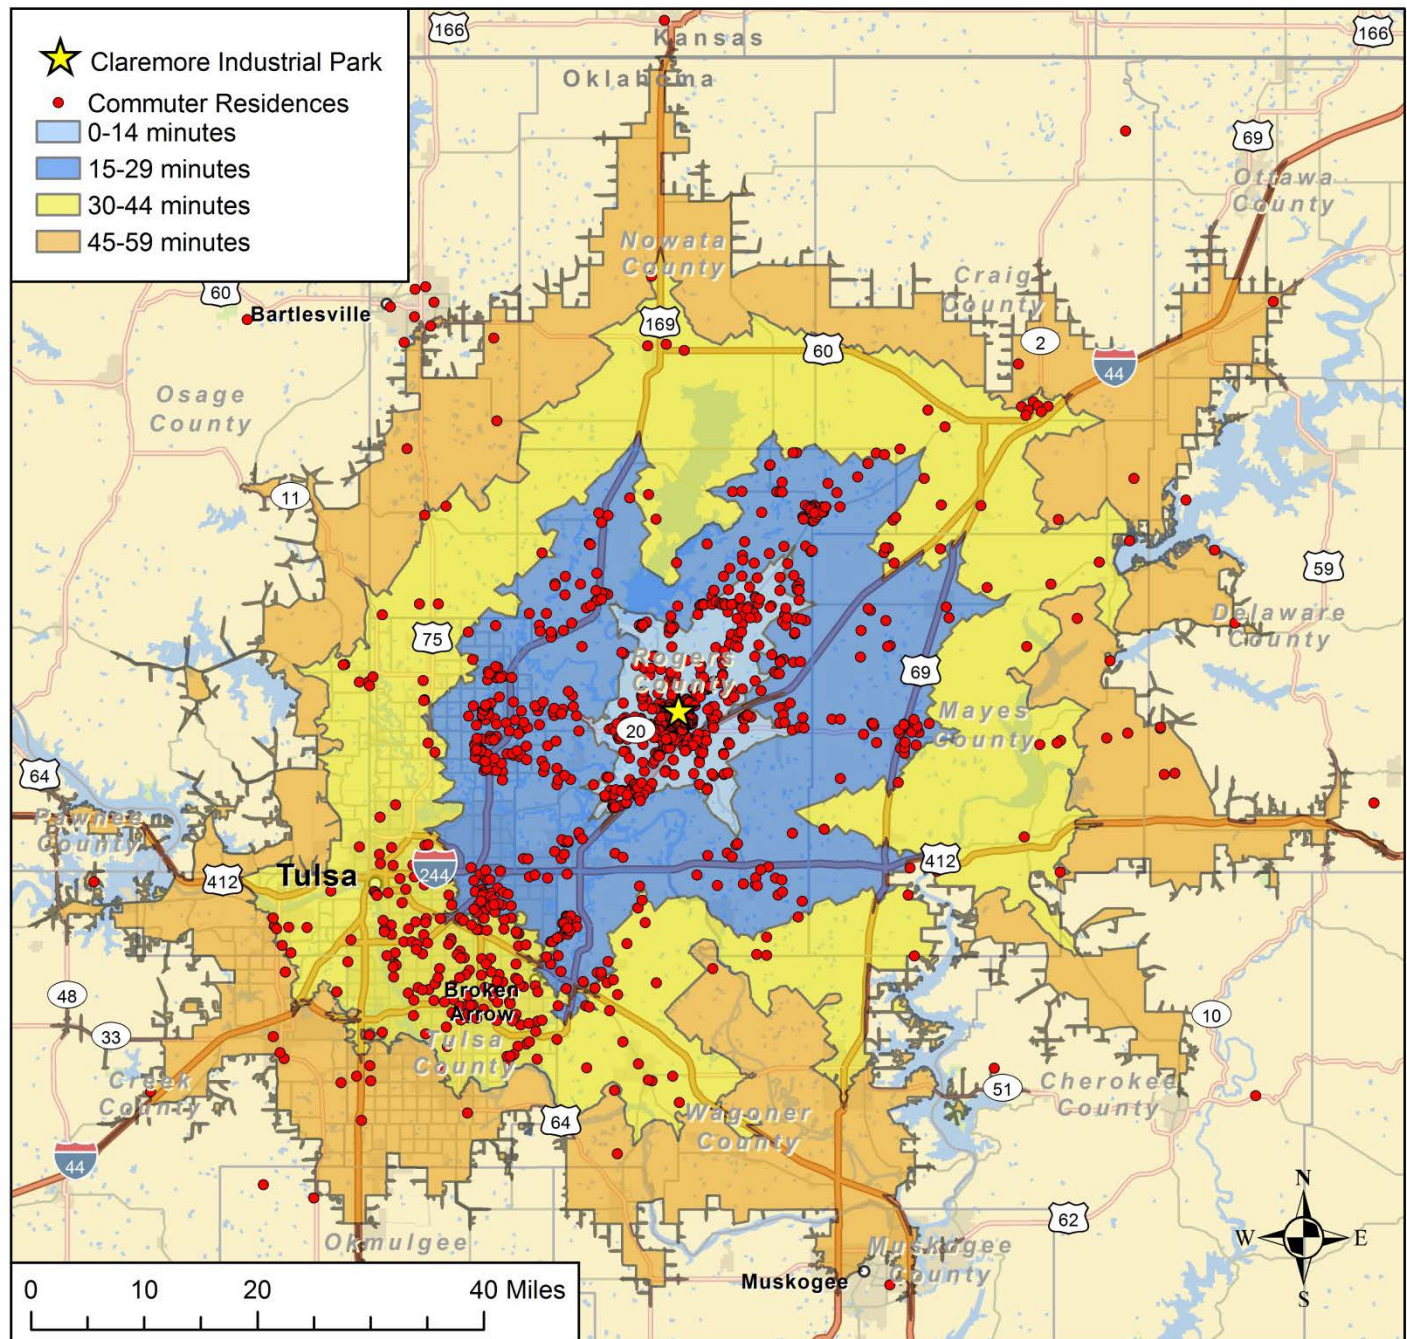 Claremore Industrial Park
Commuter Residences
0-14 minutes
15-29 minutes
30-44 minutes
45-59 minutes
166
Kansas
166
Oklahoma
69
Ottawa
County
Nowata
County
Craig
County
60
Bartlesville
169
60
2
44
Osage
County
11
59
Delaware
County
75
Rogers
County
69
20
Mayes
County
64
Pawnee
County
412
Tulsa
244
412
48
33
Broken
Arrow
Tulsa
County
10
Creek
County
51
Cherokee
County
64
Wagoner
County
44
62
Okmulgee
Muskogee
County
Muskogee
N
W
E
S
0
10
20
40 Miles